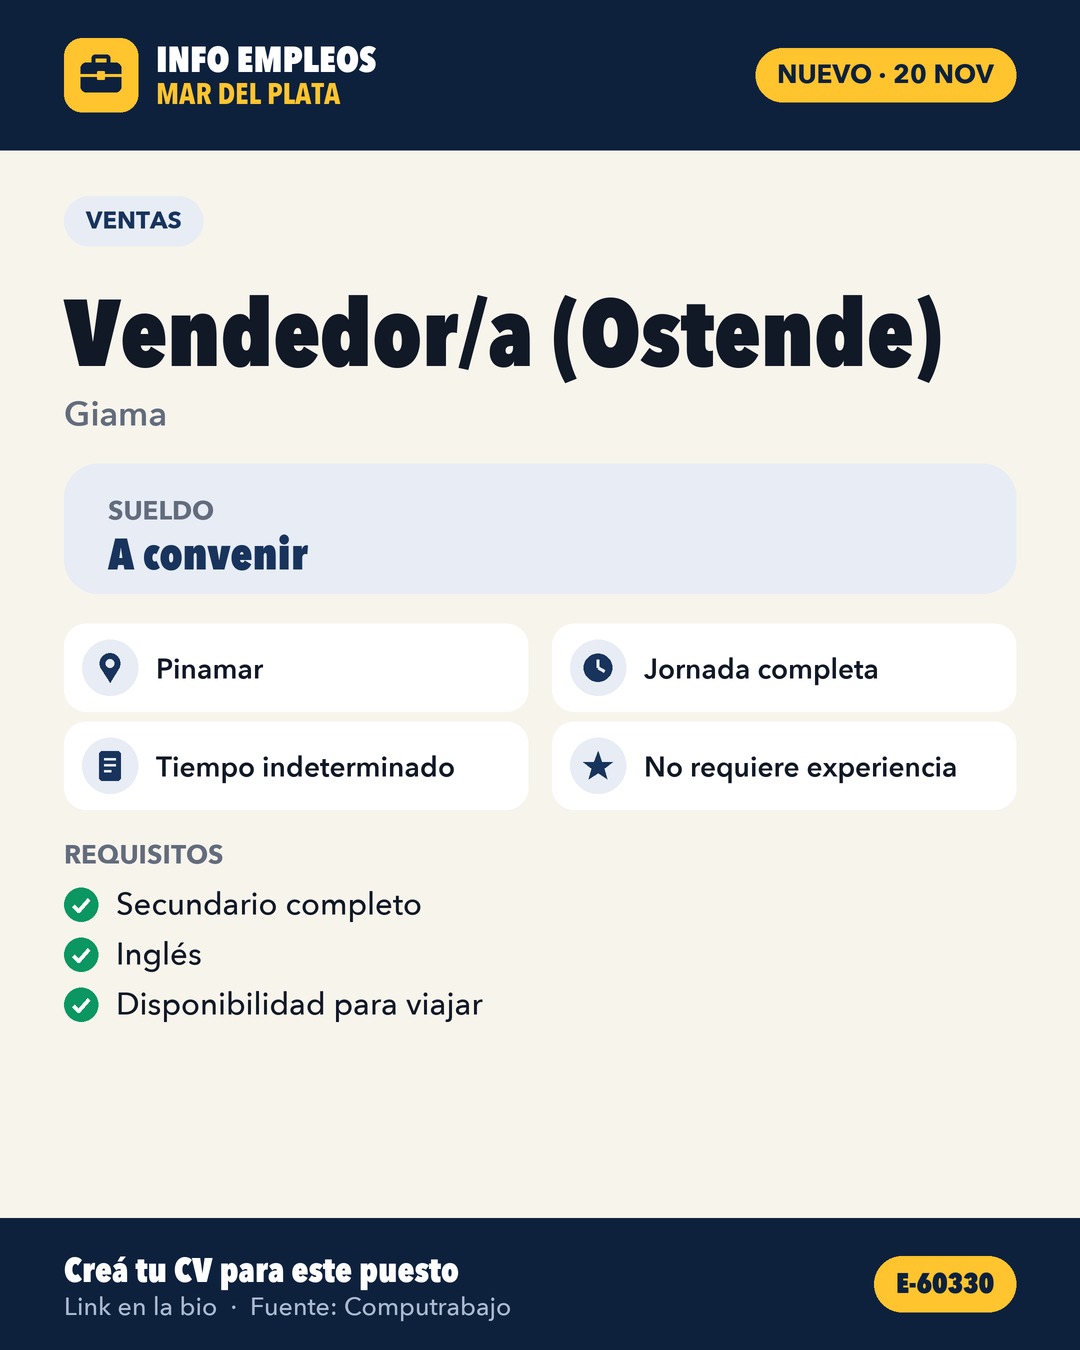 INFO EMPLEOS
MAR DEL PLATA
NUEVO · 20 NOV
VENTAS
Vendedor/a (Ostende)
Giama
SUELDO
A convenir
Pinamar
Jornada completa
Tiempo indeterminado
No requiere experiencia
REQUISITOS
Secundario completo
Inglés
Disponibilidad para viajar
Creá tu CV para este puesto
Link en la bio · Fuente: Computrabajo
E-60330